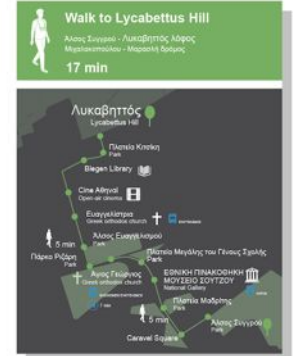 Walk to Lycabettus Hill
Άλσος Συγγρού - Λυκαβηττός λόφος
Μιχαλακοπούλου - Μαρασλή δρόμος
17 min
Λυκαβηττός
Lycabettus Hill
Πλατεία Κιτσίκη
Park
Blegen Library
Cine Αθηναί
Open air cinema
Ευαγγελίστρια
Greek orthodox church
Άλσος Ευαγγελισμού
Park
5 min
Πλατεία Μεγάλης του Γένους Σχολής
Park
Πάρκο Ριζάρη
Park
Άγιος Γεώργιος
Greek orthodox church
ΕΘΝΙΚΗ ΠΙΝΑΚΟΘΗΚΗ
ΜΟΥΣΕΙΟ ΣΟΥΤΖΟΥ
National Gallery
Πλατεία Μαδρίτης
Park
5 min
Άλσος Συγγρού
Park
Caravel Square